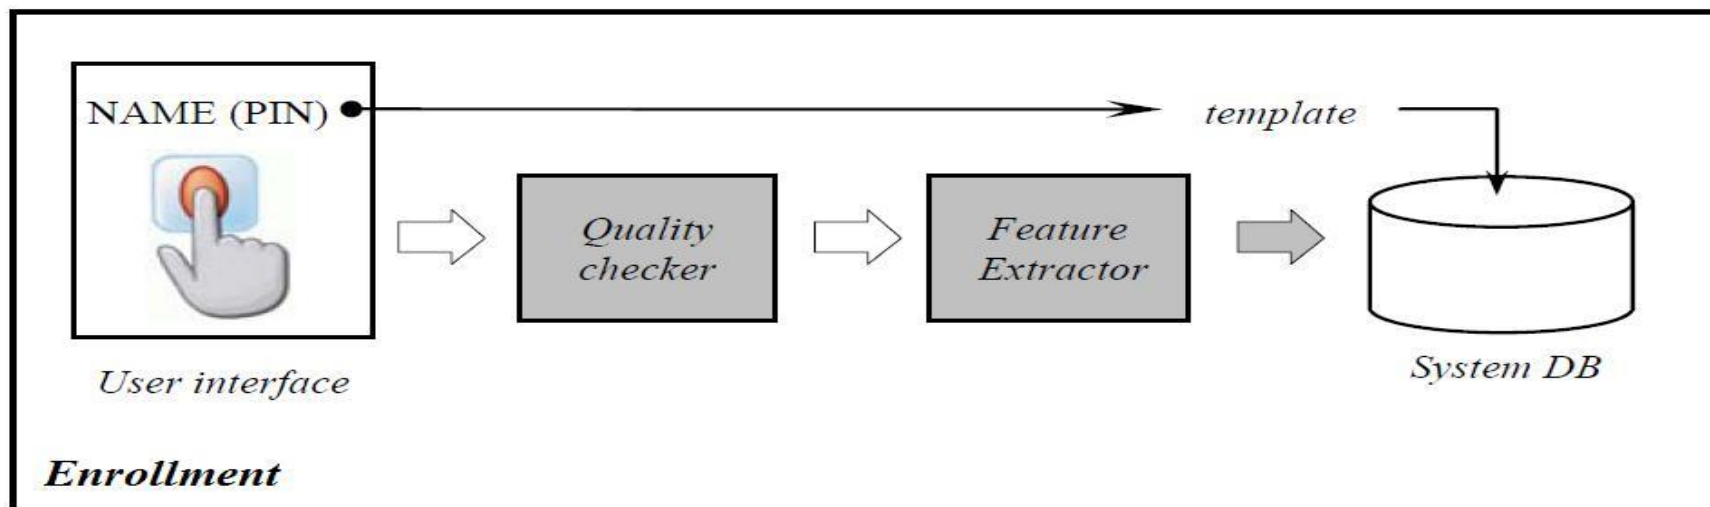 NAME (PIN)
template
Quality
checker
Feature
Extractor
User interface
System DB
Enrollment